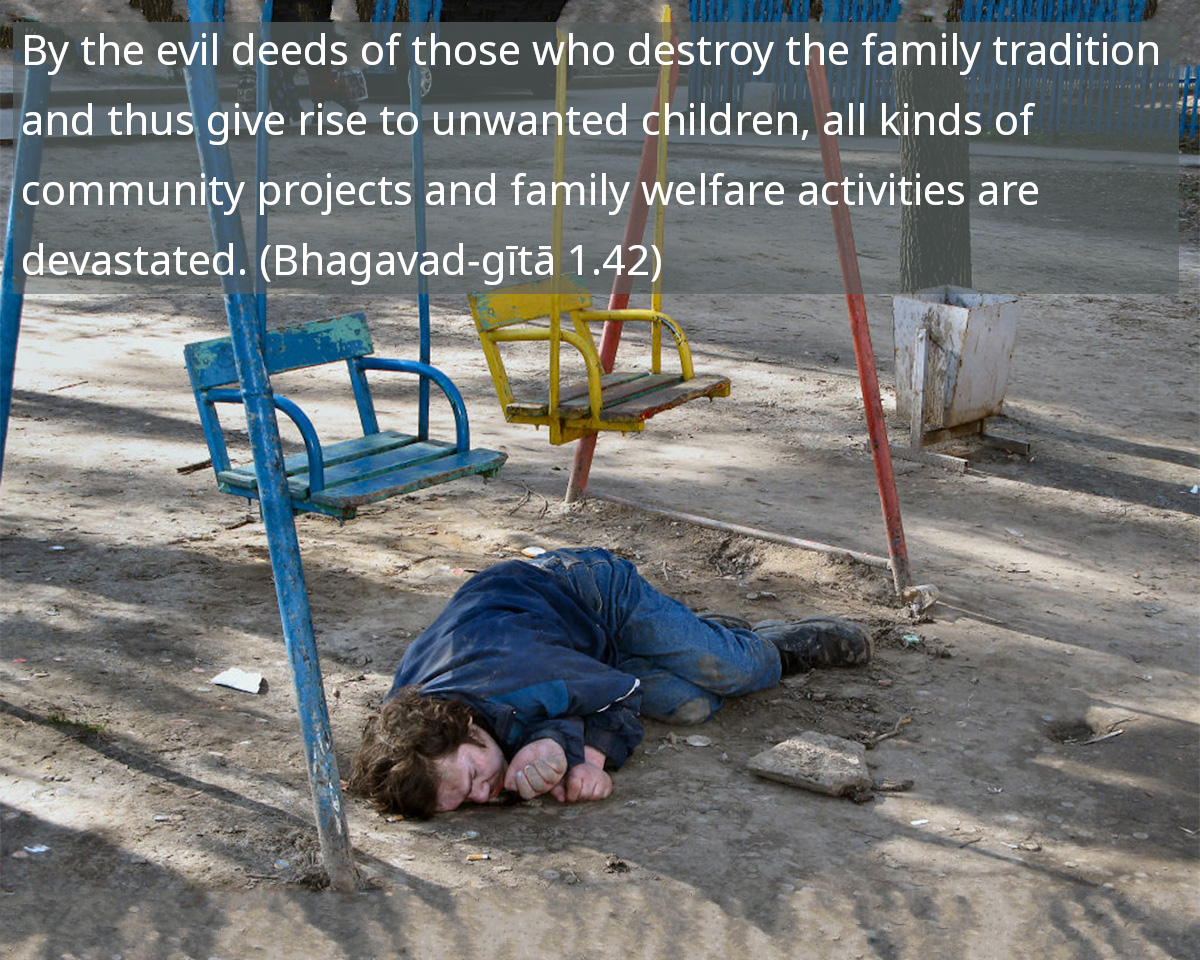 By the evil deeds of those who destroy the family tradition
and thus give rise to unwanted children, all kinds of
community projects and family welfare activities are
devastated. (Bhagavad-gītā 1.42)